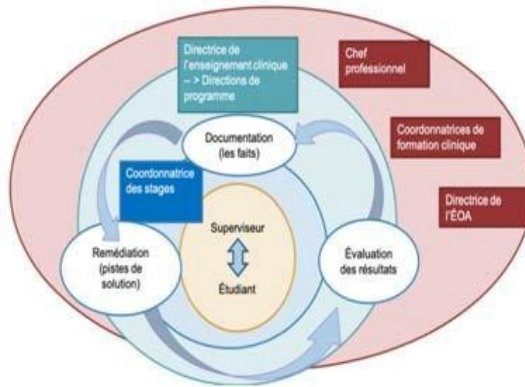 Directrice de
l'enseignement clinique
– > Directions de
programme
Chef
professionnel
Documentation
(les faits)
Coordonnatrices de
formation clinique
Coordonnatrice
des stages
Directrice de
l'ÉOA
Superviseur
Remédiation
(pistes de
solution)
Évaluation
des résultats
Étudiant